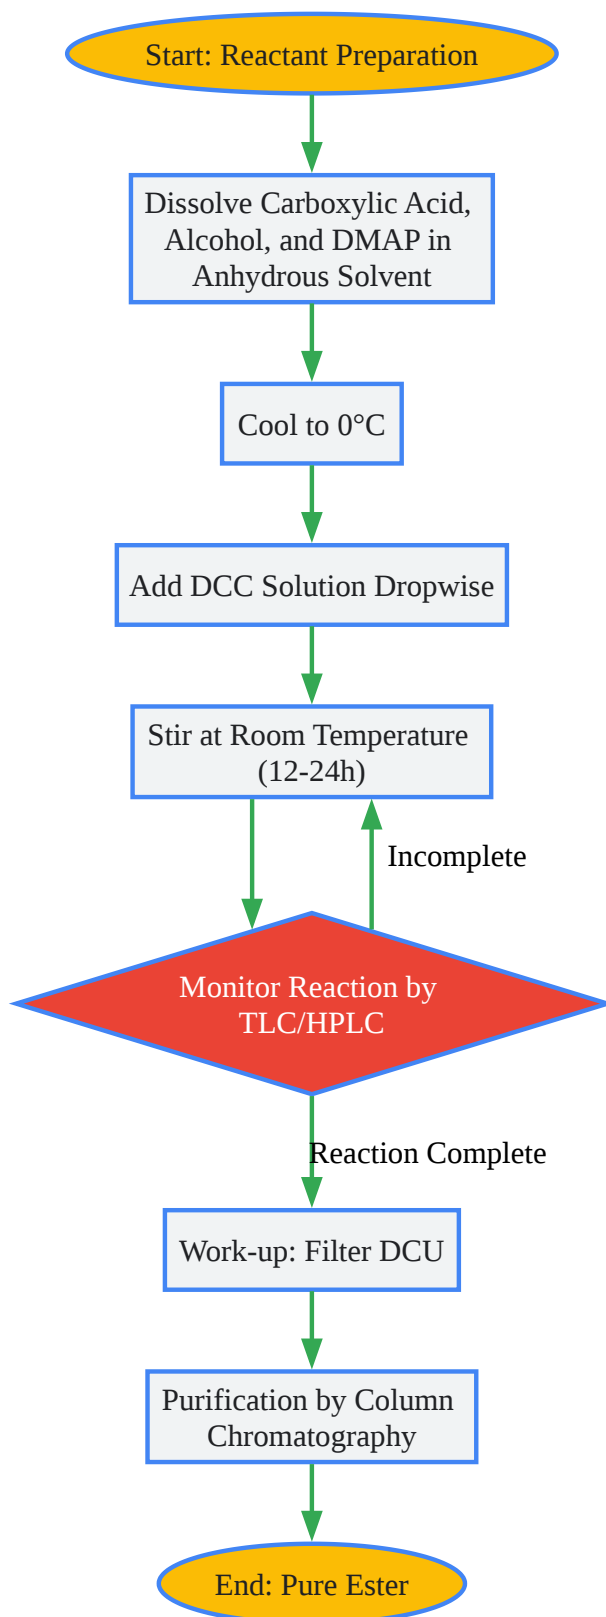 Start: Reactant Preparation
Dissolve Carboxylic Acid,
Alcohol, and DMAP in
Anhydrous Solvent
Cool to 0°C
Add DCC Solution Dropwise
Stir at Room Temperature
(12-24h)
Incomplete
Monitor Reaction by
TLC/HPLC
Reaction Complete
Work-up: Filter DCU
Purification by Column
Chromatography
End: Pure Ester